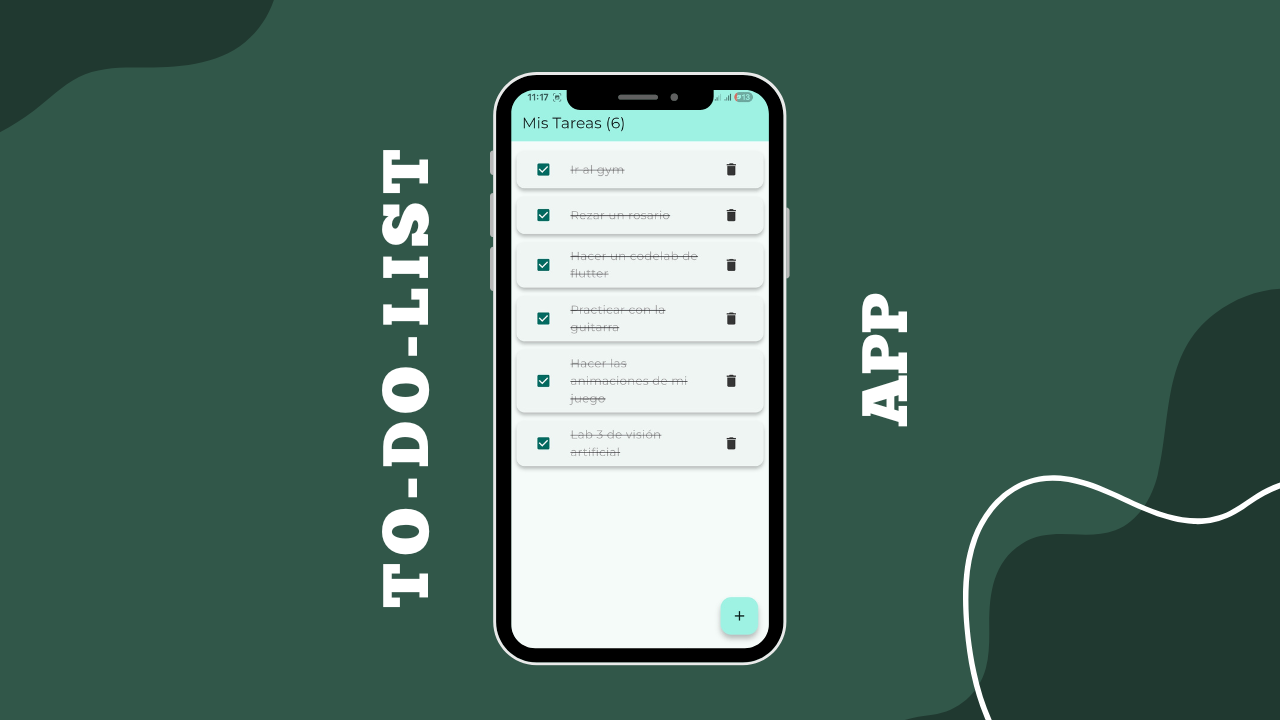 TO-DO-LIST
11:17
13
Mis Tareas (6)
Ir al gym
Rezar un rosario
Hacer un codelab de
flutter
Practicar con la
guitarra
Hacer las
animaciones de mi
juego
Lab 3 de visión
artificial
+
APP